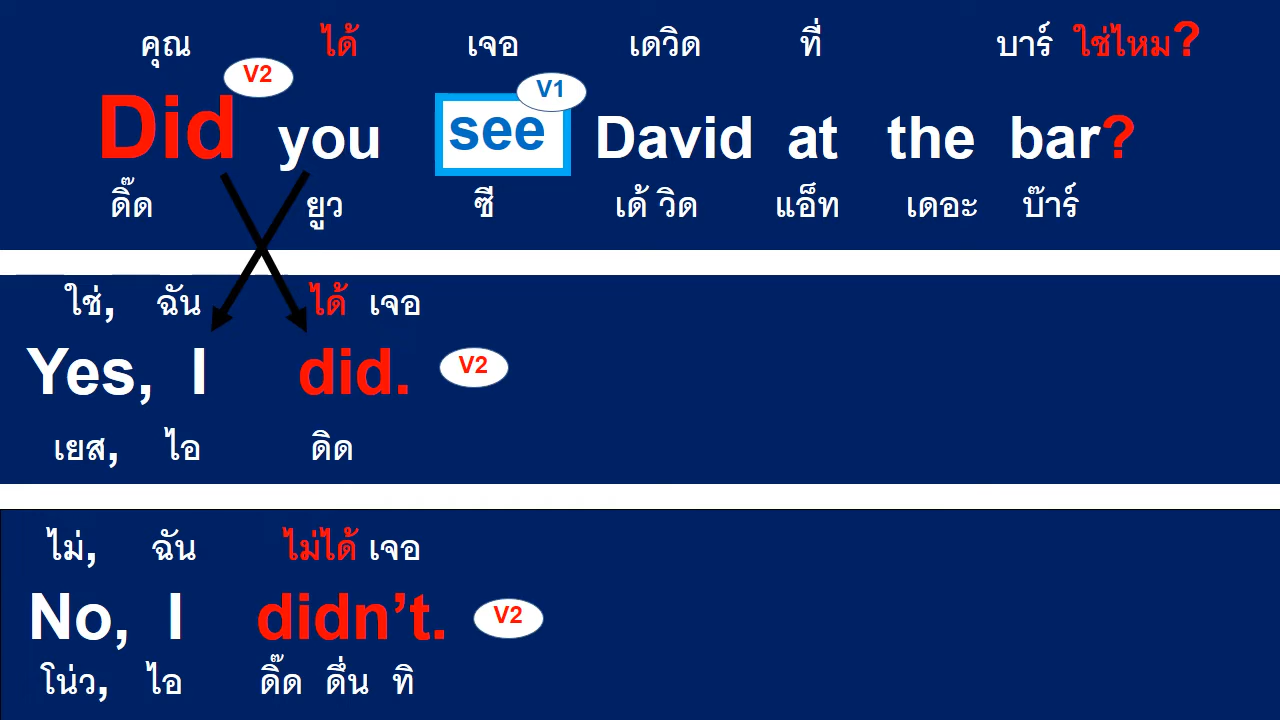 คุณ ได้ เจอ เดวิด ที่ บาร์ ใช่ไหม?
V2 V1
Did you see David at the bar?
ดิ๊ด ยูว ซี เด้ วิด แอ็ท เดอะ บ๊าร์
ใช่, ฉัน ได้ เจอ
Yes, I did. V2
เยส, ไอ ดิด
ไม่, ฉัน ไม่ได้ เจอ
No, I didn’t. V2
โน่ว, ไอ ดิ๊ด ดึ่น ทิ